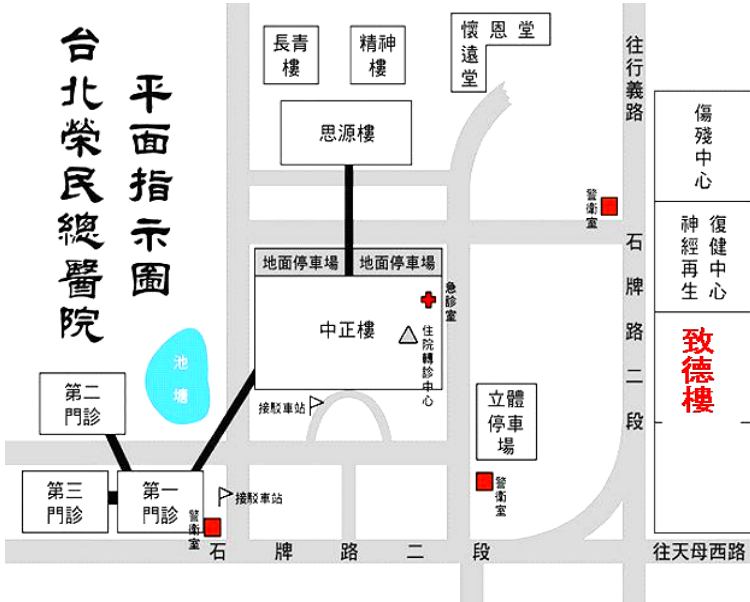 台北榮民總醫院
平面指示圖
長青樓
精神樓
懷恩堂
懷遠堂
思源樓
往行義路
傷殘中心
警衛室
復健中心
神經再生
石牌路二段
地面停車場
地面停車場
急診室
中正樓
住院轉診中心
致德樓
池塘
第二門診
接駁車站
立體停車場
第三門診
第一門診
接駁車站
警衛室
警衛室
石牌路二段
往天母西路